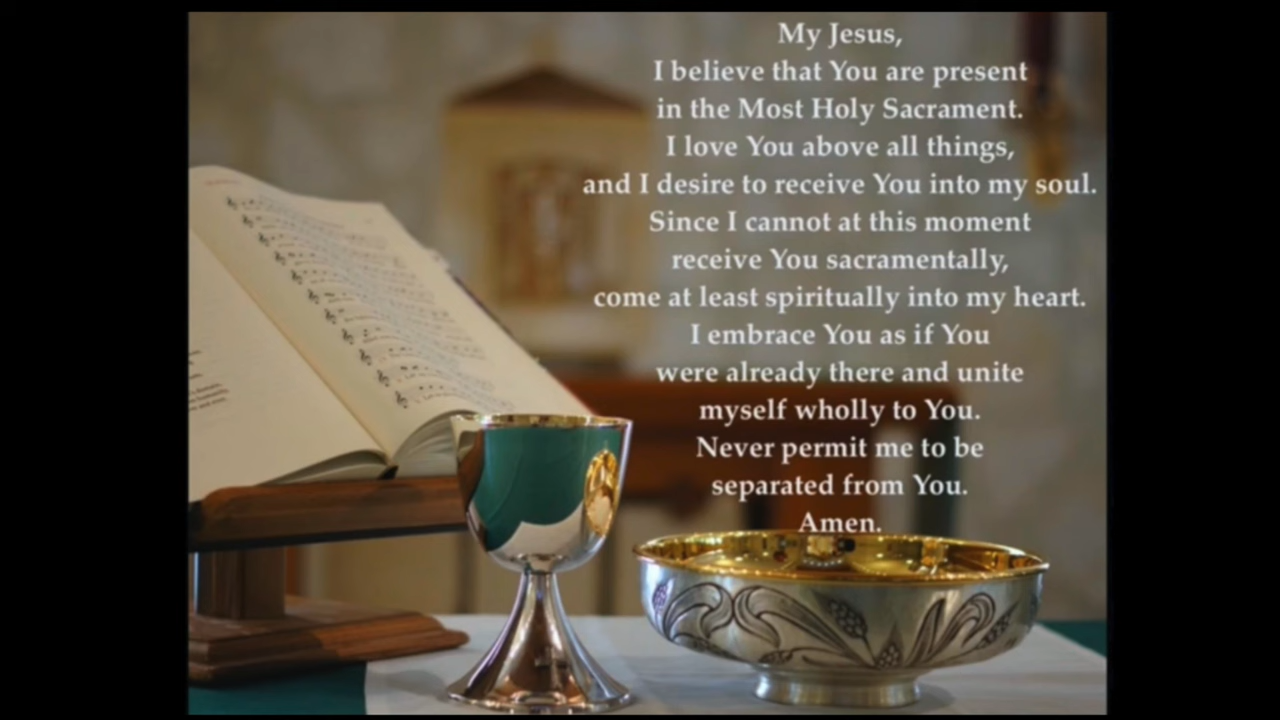 My Jesus,
I believe that You are present
in the Most Holy Sacrament.
I love You above all things,
and I desire to receive You into my soul.
Since I cannot at this moment
receive You sacramentally,
come at least spiritually into my heart.
I embrace You as if You
were already there and unite
myself wholly to You.
Never permit me to be
separated from You.
Amen.